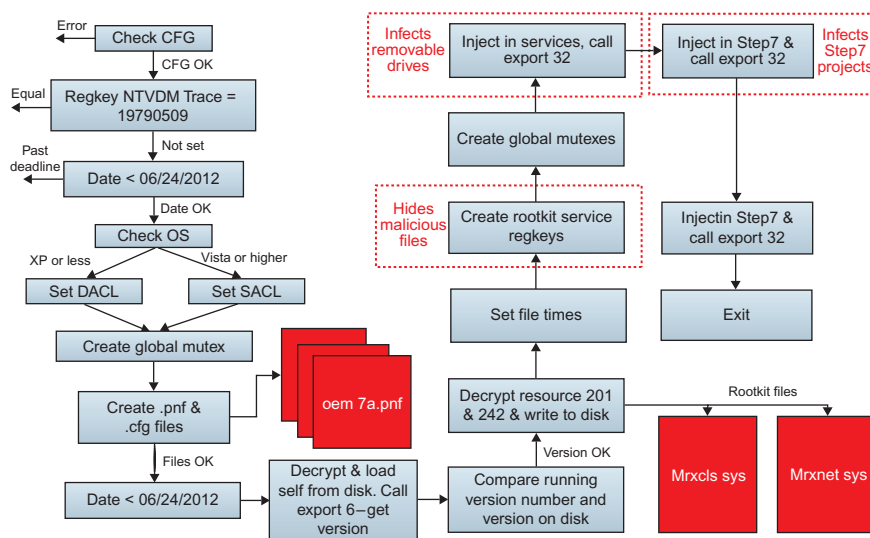 Error
Check CFG
CFG OK
Equal
Regkey NTVDM Trace =
19790509
Not set
Past
deadline
Date < 06/24/2012
Date OK
Check OS
XP or less
Vista or higher
Set DACL
Set SACL
Create global mutex
Create .pnf &
.cfg files
oem 7a.pnf
Files OK
Date < 06/24/2012
Decrypt & load
self from disk. Call
export 6–get
version
Compare running
version number and
version on disk
Version OK
Decrypt resource 201
& 242 & write to disk
Rootkit files
Mrxcls sys
Mrxnet sys
Set file times
Hides
malicious
files
Create rootkit service
regkeys
Create global mutexes
Infects
removable
drives
Inject in services, call
export 32
Inject in Step7 &
call export 32
Infects
Step7
projects
Injectin Step7 &
call export 32
Exit